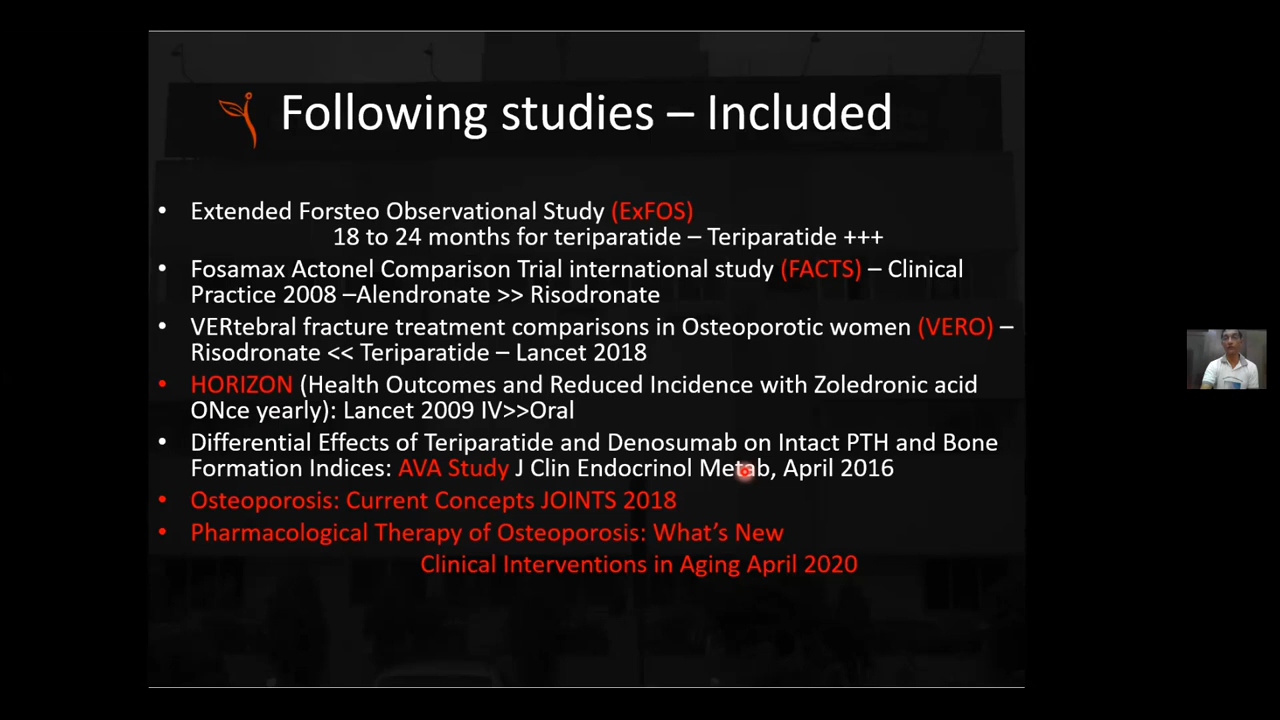 Following studies – Included
• Extended Forsteo Observational Study (ExFOS)
18 to 24 months for teriparatide – Teriparatide +++
• Fosamax Actonel Comparison Trial international study (FACTS) – Clinical
Practice 2008 –Alendronate >> Risodronate
• VERtebral fracture treatment comparisons in Osteoporotic women (VERO) –
Risodronate << Teriparatide – Lancet 2018
• HORIZON (Health Outcomes and Reduced Incidence with Zoledronic acid
ONce yearly): Lancet 2009 IV>>Oral
• Differential Effects of Teriparatide and Denosumab on Intact PTH and Bone
Formation Indices: AVA Study J Clin Endocrinol Metab, April 2016
• Osteoporosis: Current Concepts JOINTS 2018
• Pharmacological Therapy of Osteoporosis: What’s New
Clinical Interventions in Aging April 2020